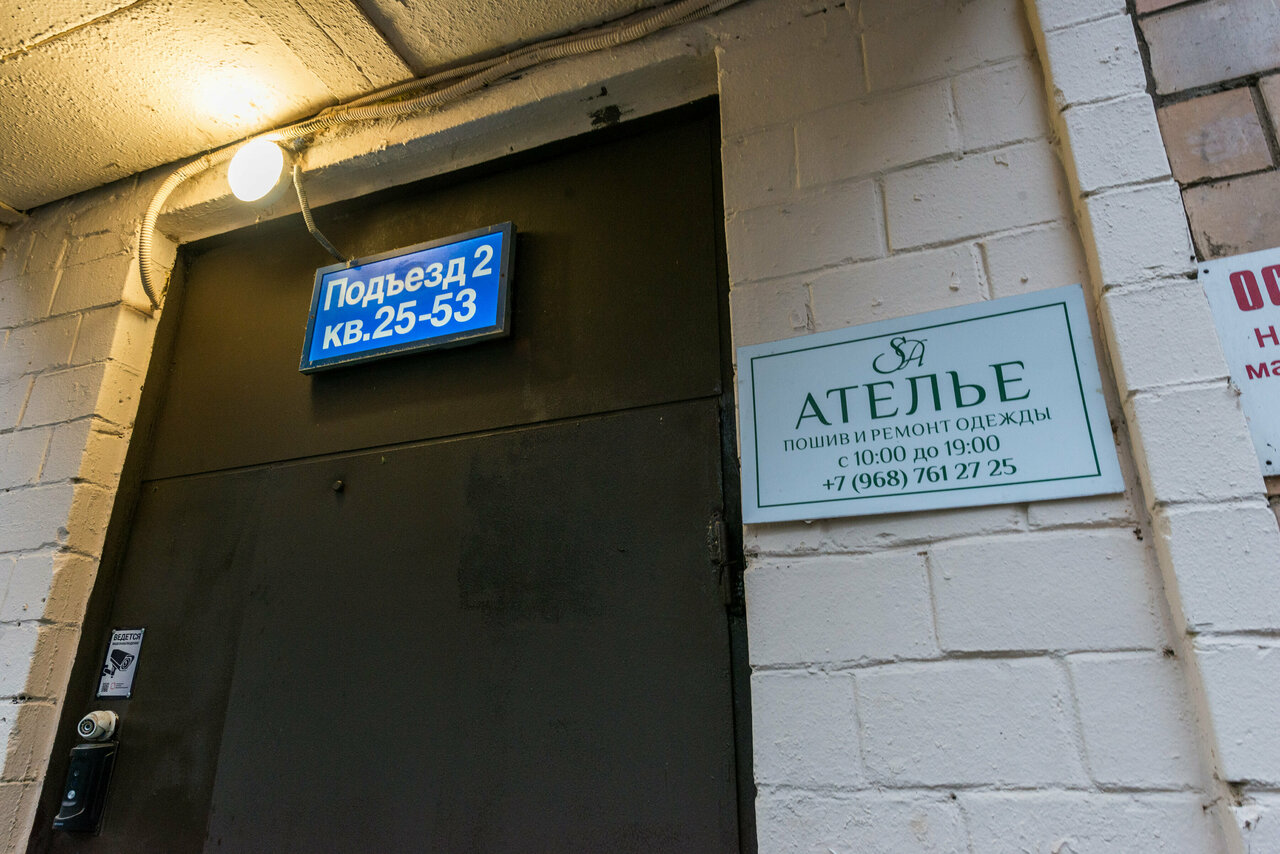 Подъезд 2
кв.25-53
SA
АТЕЛЬЕ
ПОШИВ И РЕМОНТ ОДЕЖДЫ
с 10:00 до 19:00
+7 (968) 761 27 25
ВЕДЕТСЯ